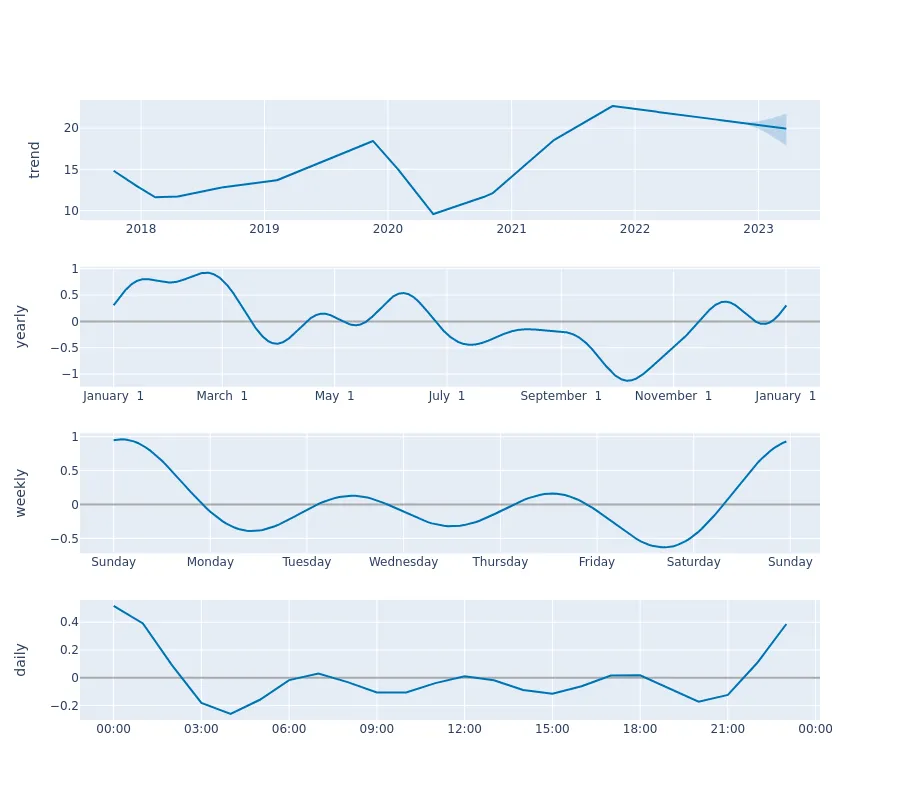 trend
20
15
10
2018 2019 2020 2021 2022 2023
yearly
1
0.5
0
−0.5
−1
January 1 March 1 May 1 July 1 September 1 November 1 January 1
weekly
1
0.5
0
−0.5
Sunday Monday Tuesday Wednesday Thursday Friday Saturday Sunday
daily
0.4
0.2
0
−0.2
00:00 03:00 06:00 09:00 12:00 15:00 18:00 21:00 00:00